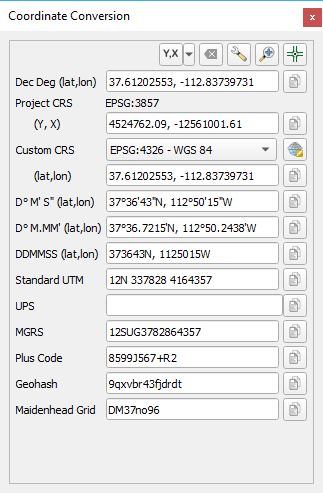 Coordinate Conversion
Y,X
Dec Deg (lat,lon) 37.61202553, -112.83739731
Project CRS EPSG:3857
(Y, X) 4524762.09, -12561001.61
Custom CRS EPSG:4326 - WGS 84
(lat,lon) 37.61202553, -112.83739731
D° M' S" (lat,lon) 37°36'43"N, 112°50'15"W
D° M.MM' (lat,lon) 37°36.7215'N, 112°50.2438'W
DDMMSS (lat,lon) 373643N, 1125015W
Standard UTM 12N 337828 4164357
UPS
MGRS 12SUG3782864357
Plus Code 8599J567+R2
Geohash 9qxvbr43fjdrdt
Maidenhead Grid DM37no96